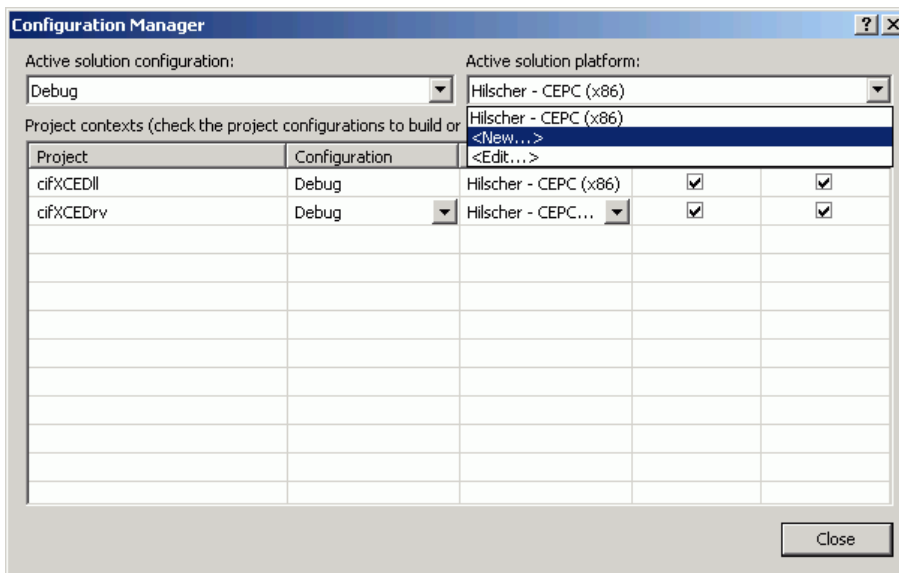 Configuration Manager
Active solution configuration: Active solution platform:
Debug Hilscher - CEPC (x86)
Hilscher - CEPC (x86)
Project contexts (check the project configurations to build or
<New...>
<Edit...>
Project Configuration
cifXCEDll Debug Hilscher - CEPC (x86)
cifXCEDrv Debug Hilscher - CEPC...
Close